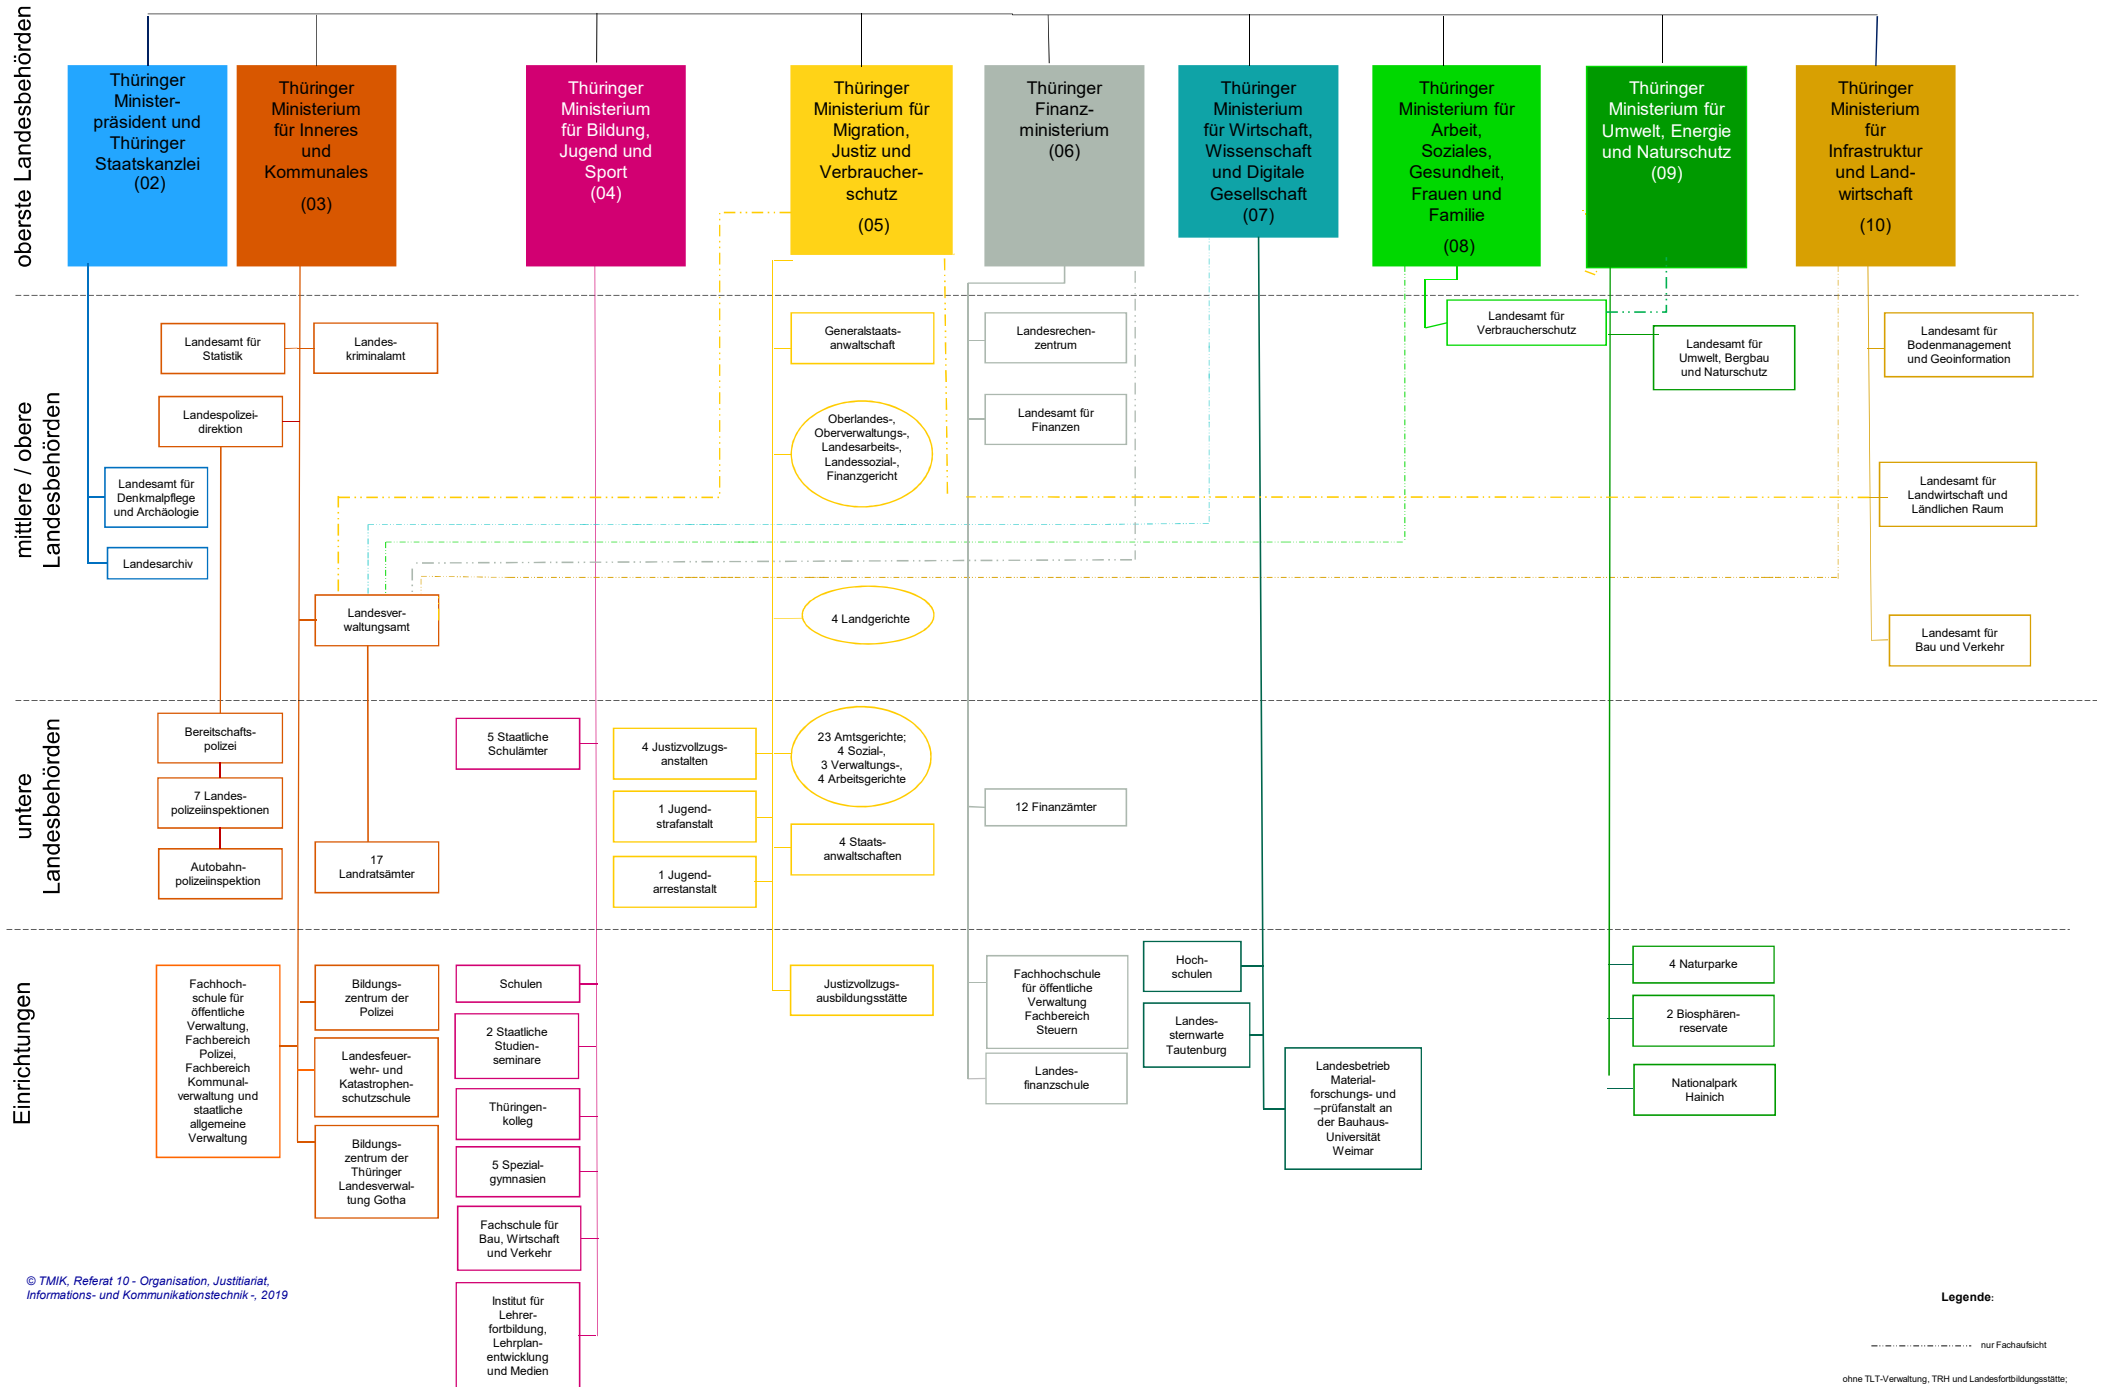 oberste Landesbehörden
Thüringer
Minister-
präsident und
Thüringer
Staatskanzlei
(02)
Thüringer
Ministerium
für Inneres
und
Kommunales
(03)
Thüringer
Ministerium
für Bildung,
Jugend und
Sport
(04)
Thüringer
Ministerium für
Migration,
Justiz und
Verbraucher-
schutz
(05)
Thüringer
Finanz-
ministerium
(06)
Thüringer
Ministerium
für Wirtschaft,
Wissenschaft
und Digitale
Gesellschaft
(07)
Thüringer
Ministerium für
Arbeit,
Soziales,
Gesundheit,
Frauen und
Familie
(08)
Thüringer
Ministerium für
Umwelt, Energie
und Naturschutz
(09)
Thüringer
Ministerium
für
Infrastruktur
und Land-
wirtschaft
(10)
mittlere / obere
Landesbehörden
Landesamt für
Statistik
Landes-
kriminalamt
Landespolizei-
direktion
Landesamt für
Denkmalpflege
und Archäologie
Landesarchiv
Landesver-
waltungsamt
Generalstaats-
anwaltschaft
Oberlandes-,
Oberverwaltungs-,
Landesarbeits-,
Landessozial-,
Finanzgericht
4 Landgerichte
Landesrechen-
zentrum
Landesamt für
Finanzen
Landesamt für
Verbraucherschutz
Landesamt für
Umwelt, Bergbau
und Naturschutz
Landesamt für
Bodenmanagement
und Geoinformation
Landesamt für
Landwirtschaft und
Ländlichen Raum
Landesamt für
Bau und Verkehr
untere
Landesbehörden
Bereitschafts-
polizei
7 Landes-
polizeiinspektionen
Autobahn-
polizeiinspektion
17
Landratsämter
5 Staatliche
Schulämter
4 Justizvollzugs-
anstalten
1 Jugend-
strafanstalt
1 Jugend-
arrestanstalt
23 Amtsgerichte;
4 Sozial-,
3 Verwaltungs-,
4 Arbeitsgerichte
4 Staats-
anwaltschaften
12 Finanzämter
Einrichtungen
Fachhoch-
schule für
öffentliche
Verwaltung,
Fachbereich
Polizei,
Fachbereich
Kommunal-
verwaltung und
staatliche
allgemeine
Verwaltung
Bildungs-
zentrum der
Polizei
Landesfeuer-
wehr- und
Katastrophen-
schutzschule
Bildungs-
zentrum der
Thüringer
Landesverwal-
tung Gotha
Schulen
2 Staatliche
Studien-
seminare
Thüringen-
kolleg
5 Spezial-
gymnasien
Fachschule für
Bau, Wirtschaft
und Verkehr
Institut für
Lehrer-
fortbildung,
Lehrplan-
entwicklung
und Medien
Justizvollzugs-
ausbildungsstätte
Fachhochschule
für öffentliche
Verwaltung
Fachbereich
Steuern
Landes-
finanzschule
Hoch-
schulen
Landes-
sternwarte
Tautenburg
Landesbetrieb
Material-
forschungs- und
–prüfanstalt an
der Bauhaus-
Universität
Weimar
4 Naturparke
2 Biosphären-
reservate
Nationalpark
Hainich
© TMIK, Referat 10 - Organisation, Justitiariat,
Informations- und Kommunikationstechnik -, 2019
Legende:
nur Fachaufsicht
ohne TLT-Verwaltung, TRH und Landesfortbildungsstätte;